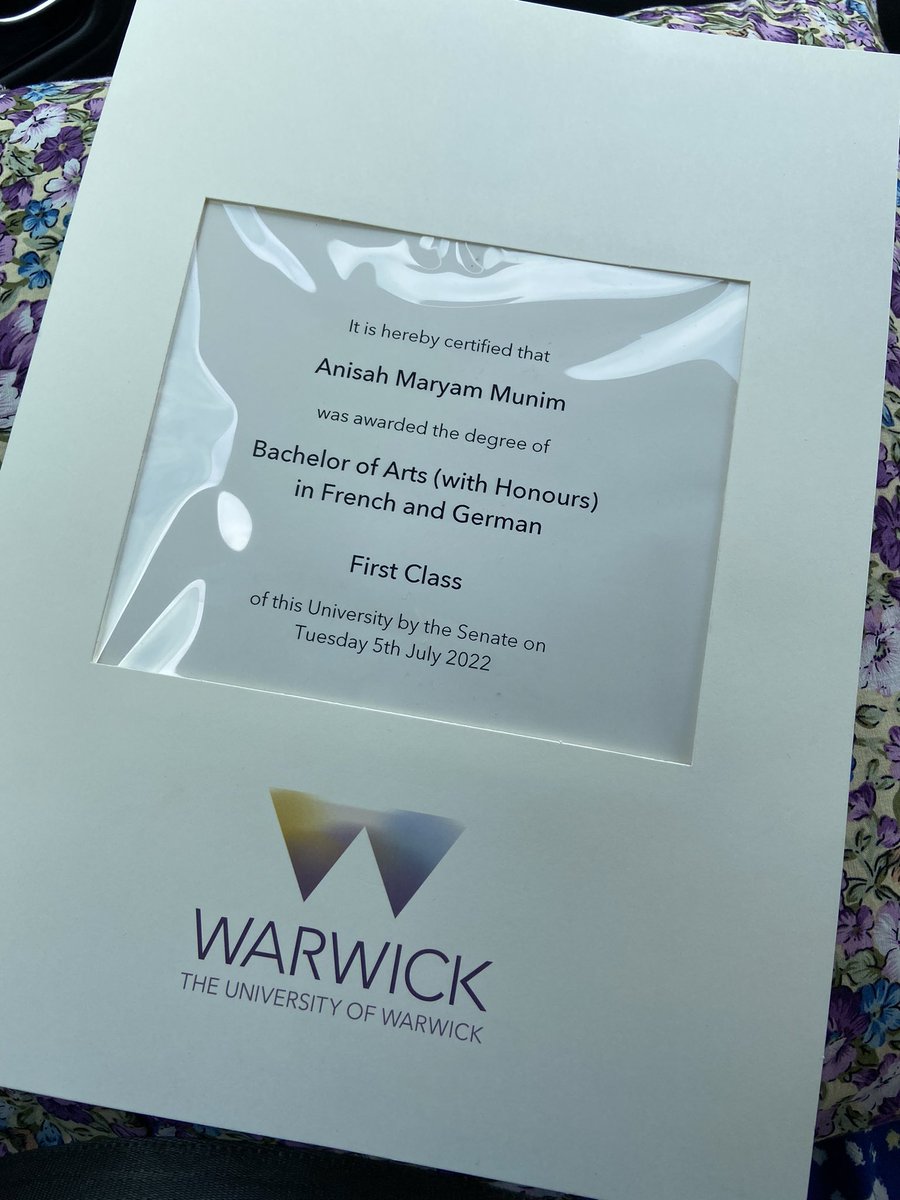 It is hereby certified that
Anisah Maryam Munim
was awarded the degree of
Bachelor of Arts (with Honours)
in French and German
First Class
of this University by the Senate on
Tuesday 5th July 2022
WARWICK
THE UNIVERSITY OF WARWICK